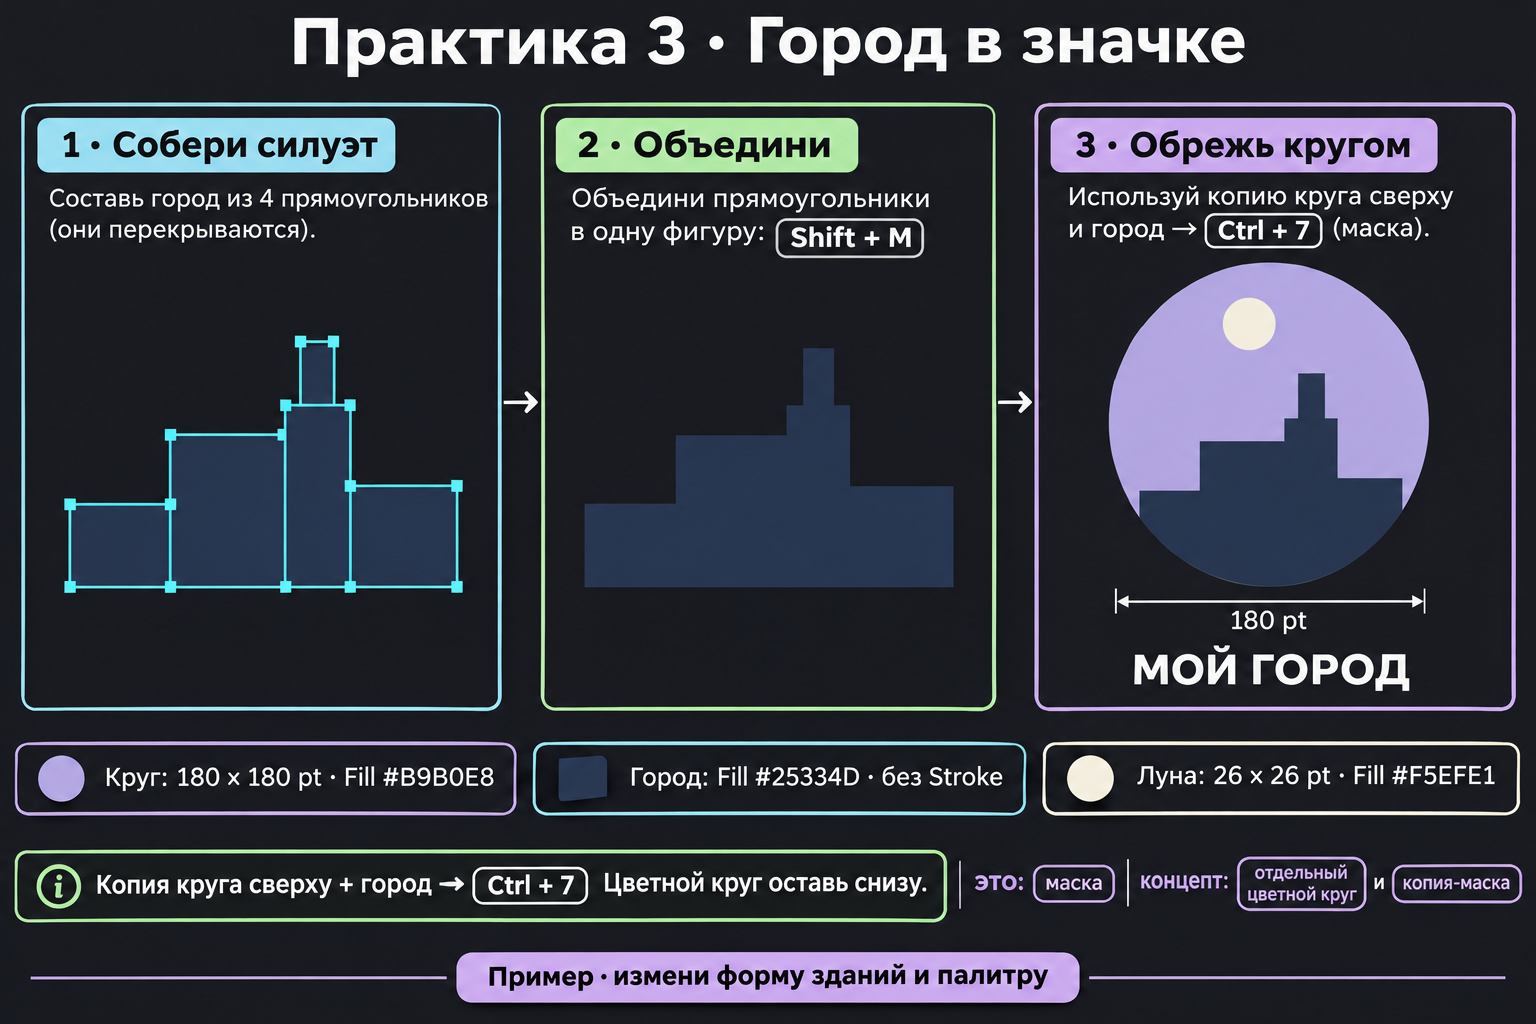 Практика 3 · Город в значке
1 · Собери силуэт
Составь город из 4 прямоугольников
(они перекрываются).
2 · Объедини
Объедини прямоугольники
в одну фигуру: Shift + M
3 · Обрежь кругом
Используй копию круга сверху
и город → Ctrl + 7 (маска).
180 pt
МОЙ ГОРОД
Круг: 180 × 180 pt · Fill #B9B0E8
Город: Fill #25334D · без Stroke
Луна: 26 × 26 pt · Fill #F5EFE1
i Копия круга сверху + город → Ctrl + 7 Цветной круг оставь снизу.
это: маска
концепт: отдельный
цветной круг и копия-маска
Пример · измени форму зданий и палитру